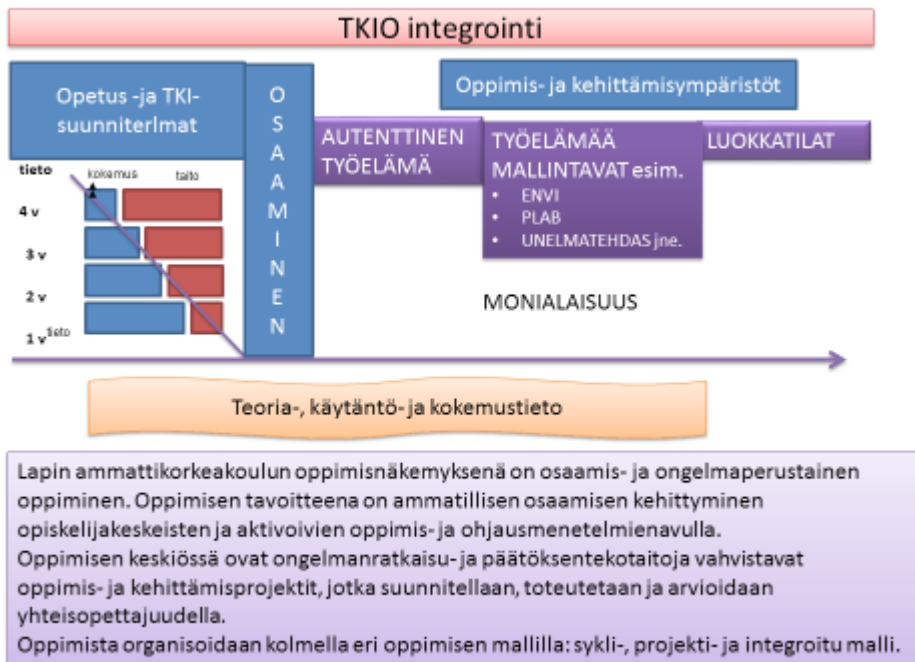 TKIO integrointi
Opetus -ja TKI-
suunniterlmat
O
S
A
A
M
I
N
E
N
Oppimis- ja kehittämisympäristöt
AUTENTTINEN
TYÖELÄMÄ
TYÖELÄMÄÄ
MALLINTAVAT esim.
• ENVI
• PLAB
• UNELMATEHDAS jne.
LUOKKATILAT
tieto
kokemus
taito
4 v
3 v
2 v
1 v
tieto
MONIALAISUUS
Teoria-, käytäntö- ja kokemustieto
Lapin ammattikorkeakoulun oppimisnäkemyksenä on osaamis- ja ongelmaperustainen
oppiminen. Oppimisen tavoitteena on ammatillisen osaamisen kehittyminen
opiskelijakeskeisten ja aktivoivien oppimis- ja ohjausmenetelmienavulla.
Oppimisen keskiössä ovat ongelmanratkaisu- ja päätöksentekotaitoja vahvistavat
oppimis- ja kehittämisprojektit, jotka suunnitellaan, toteutetaan ja arvioidaan
yhteisopettajuudella.
Oppimista organisoidaan kolmella eri oppimisen mallilla: sykli-, projekti- ja integroitu malli.